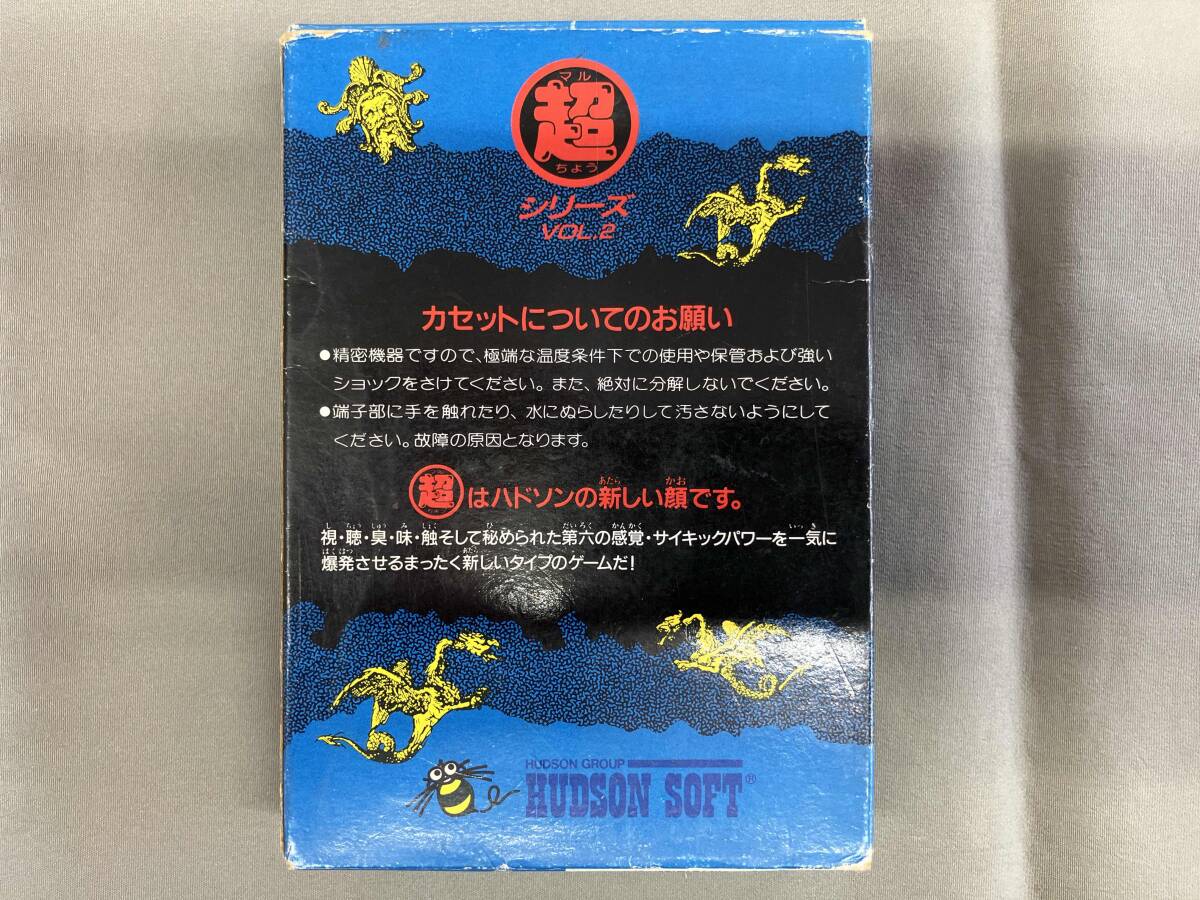 マル
超
ちょう
シリーズ
VOL.2
カセットについてのお願い
●精密機器ですので、極端な温度条件下での使用や保管および強い
ショックをさけてください。また、絶対に分解しないでください。
●端子部に手を触れたり、水にぬらしたりして汚さないようにして
ください。故障の原因となります。
超はハドソンの新しい顔です。
視・聴・臭・味・触そして秘められた第六の感覚・サイキックパワーを一気に
爆発させるまったく新しいタイプのゲームだ!
HUDSON GROUP
HUDSON SOFT®